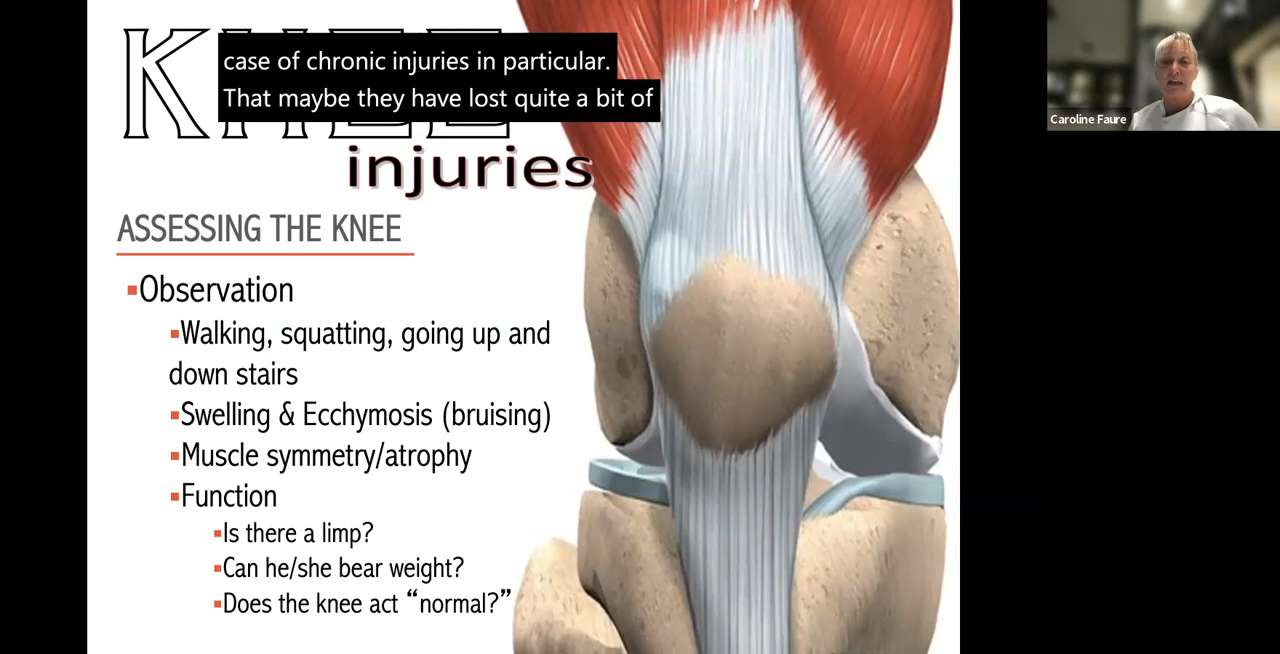 KNEE
case of chronic injuries in particular.
That maybe they have lost quite a bit of
injuries
Caroline Faure
ASSESSING THE KNEE
▪Observation
▪Walking, squatting, going up and
down stairs
▪Swelling & Ecchymosis (bruising)
▪Muscle symmetry/atrophy
▪Function
▪Is there a limp?
▪Can he/she bear weight?
▪Does the knee act “normal?”